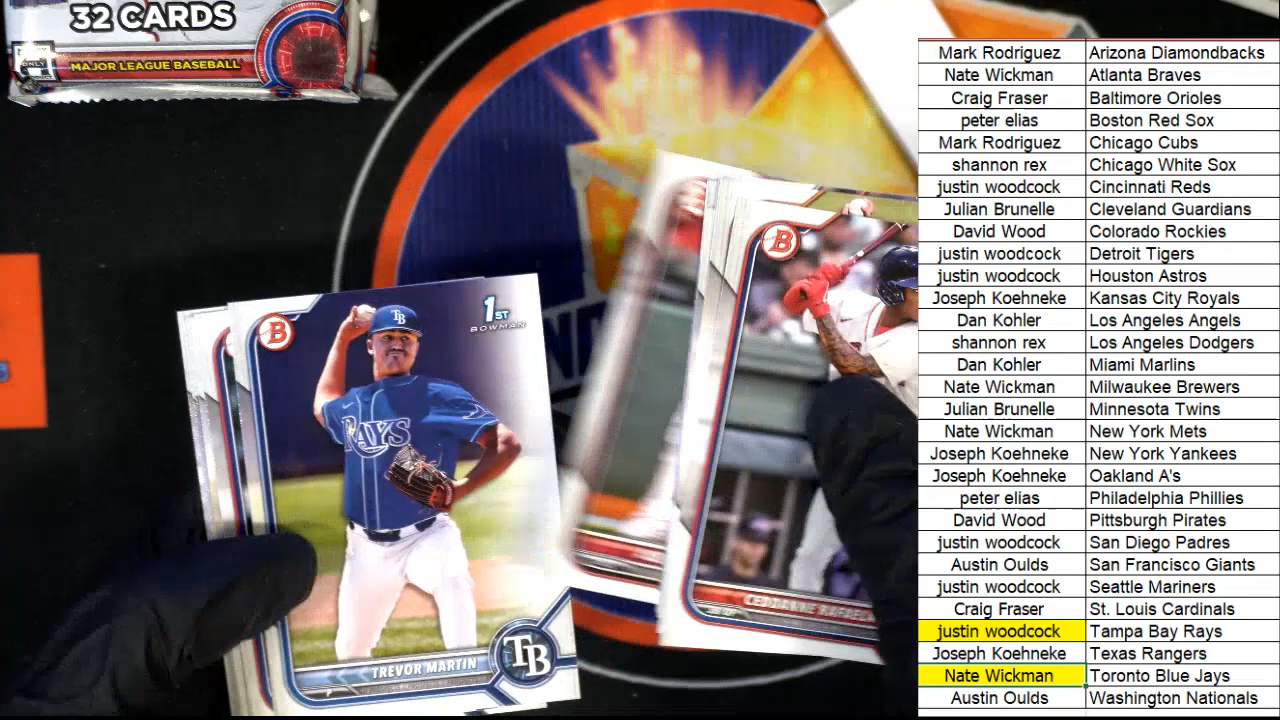 32 CARDS
ONLY
MAJOR LEAGUE BASEBALL
B
1ST
BOWMAN
TB
RAYS
TREVOR MARTIN
TB
B
Mark Rodriguez Arizona Diamondbacks
Nate Wickman Atlanta Braves
Craig Fraser Baltimore Orioles
peter elias Boston Red Sox
Mark Rodriguez Chicago Cubs
shannon rex Chicago White Sox
justin woodcock Cincinnati Reds
Julian Brunelle Cleveland Guardians
David Wood Colorado Rockies
justin woodcock Detroit Tigers
justin woodcock Houston Astros
Joseph Koehneke Kansas City Royals
Dan Kohler Los Angeles Angels
shannon rex Los Angeles Dodgers
Dan Kohler Miami Marlins
Nate Wickman Milwaukee Brewers
Julian Brunelle Minnesota Twins
Nate Wickman New York Mets
Joseph Koehneke New York Yankees
Joseph Koehneke Oakland A's
peter elias Philadelphia Phillies
David Wood Pittsburgh Pirates
justin woodcock San Diego Padres
Austin Oulds San Francisco Giants
justin woodcock Seattle Mariners
Craig Fraser St. Louis Cardinals
justin woodcock Tampa Bay Rays
Joseph Koehneke Texas Rangers
Nate Wickman Toronto Blue Jays
Austin Oulds Washington Nationals